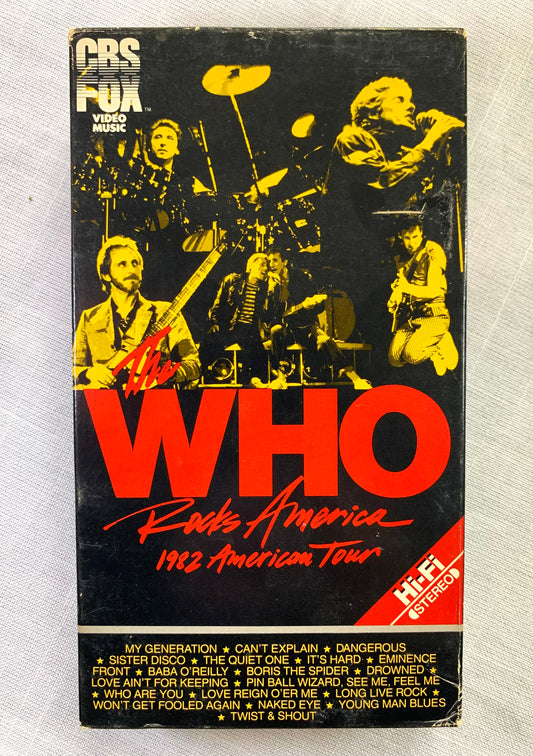 CBS
FOX
TM
VIDEO
MUSIC
The
WHO
Rocks America
1982 American Tour
Hi-Fi
STEREO
MY GENERATION ★ CAN'T EXPLAIN ★ DANGEROUS
★ SISTER DISCO ★ THE QUIET ONE ★ IT'S HARD ★ EMINENCE
FRONT ★ BABA O'REILLY ★ BORIS THE SPIDER ★ DROWNED ★
LOVE AIN'T FOR KEEPING ★ PIN BALL WIZARD, SEE ME, FEEL ME
★ WHO ARE YOU ★ LOVE REIGN O'ER ME ★ LONG LIVE ROCK ★
WON'T GET FOOLED AGAIN ★ NAKED EYE ★ YOUNG MAN BLUES
★ TWIST & SHOUT